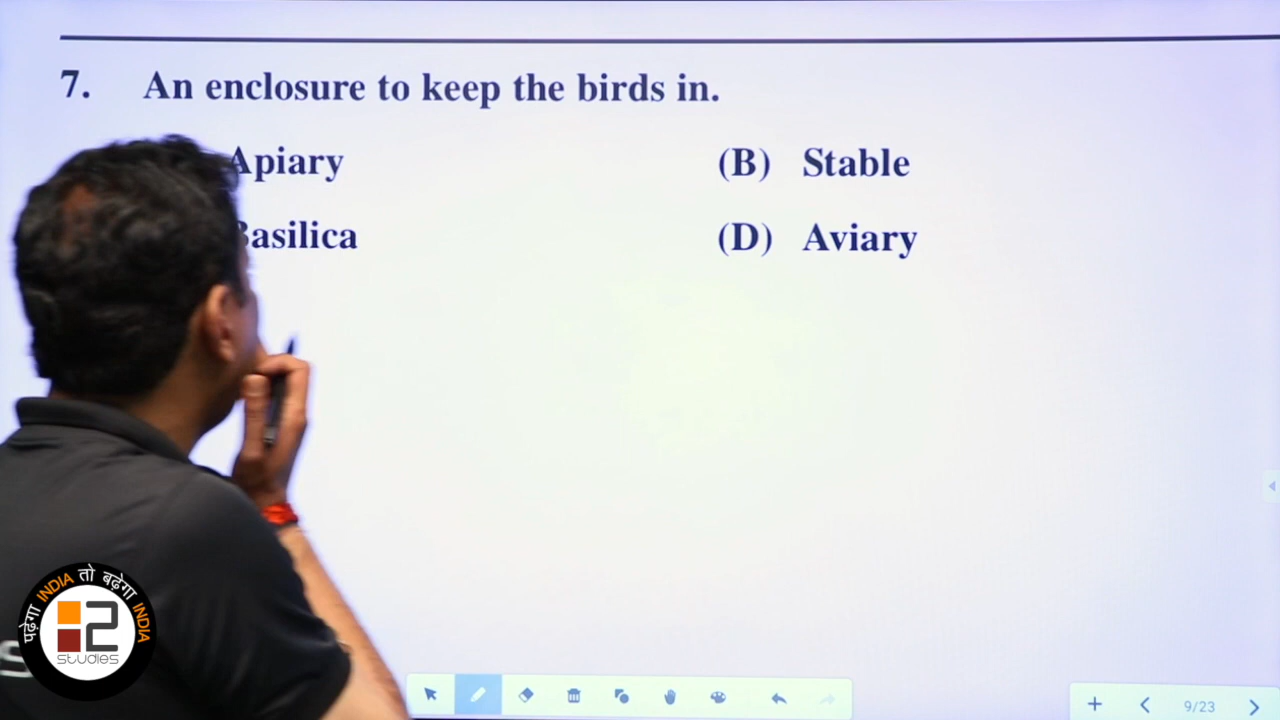 7. An enclosure to keep the birds in.
Apiary (B) Stable
Basilica (D) Aviary
पढ़ेगा INDIA तो बढ़ेगा INDIA
i2
studies
9/23